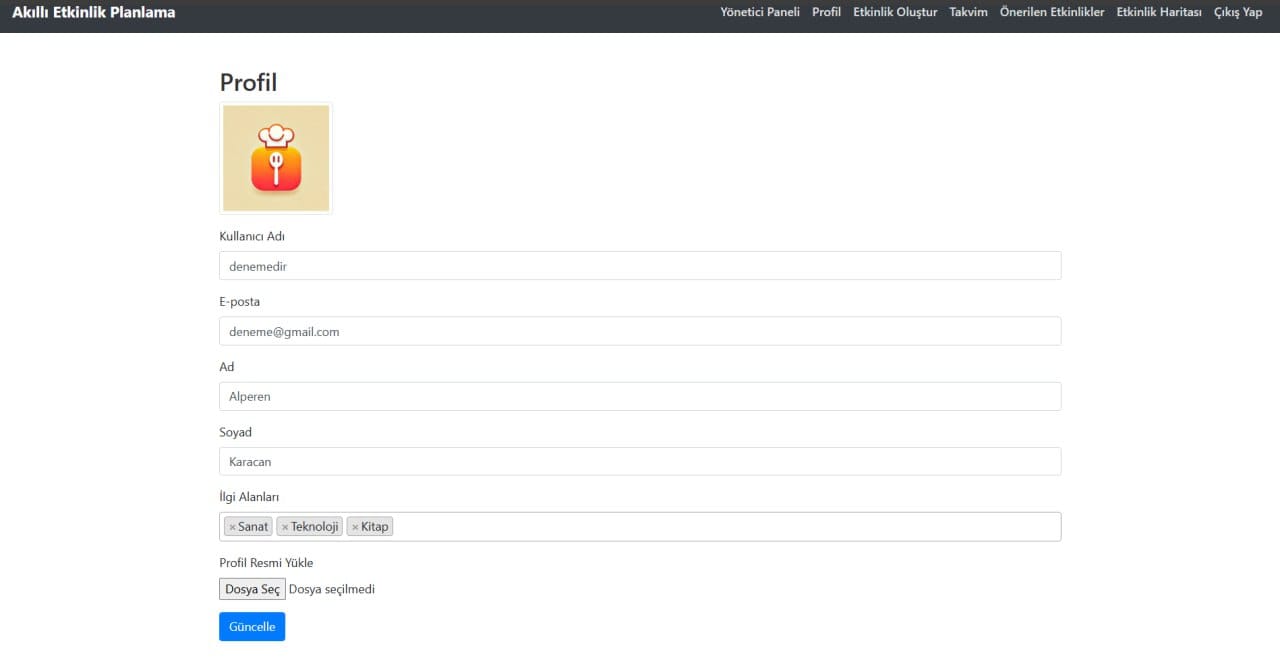 Akıllı Etkinlik Planlama
Yönetici Paneli Profil Etkinlik Oluştur Takvim Önerilen Etkinlikler Etkinlik Haritası Çıkış Yap
Profil
Kullanıcı Adı
denemedir
E-posta
deneme@gmail.com
Ad
Alperen
Soyad
Karacan
İlgi Alanları
× Sanat × Teknoloji × Kitap
Profil Resmi Yükle
Dosya Seç Dosya seçilmedi
Güncelle